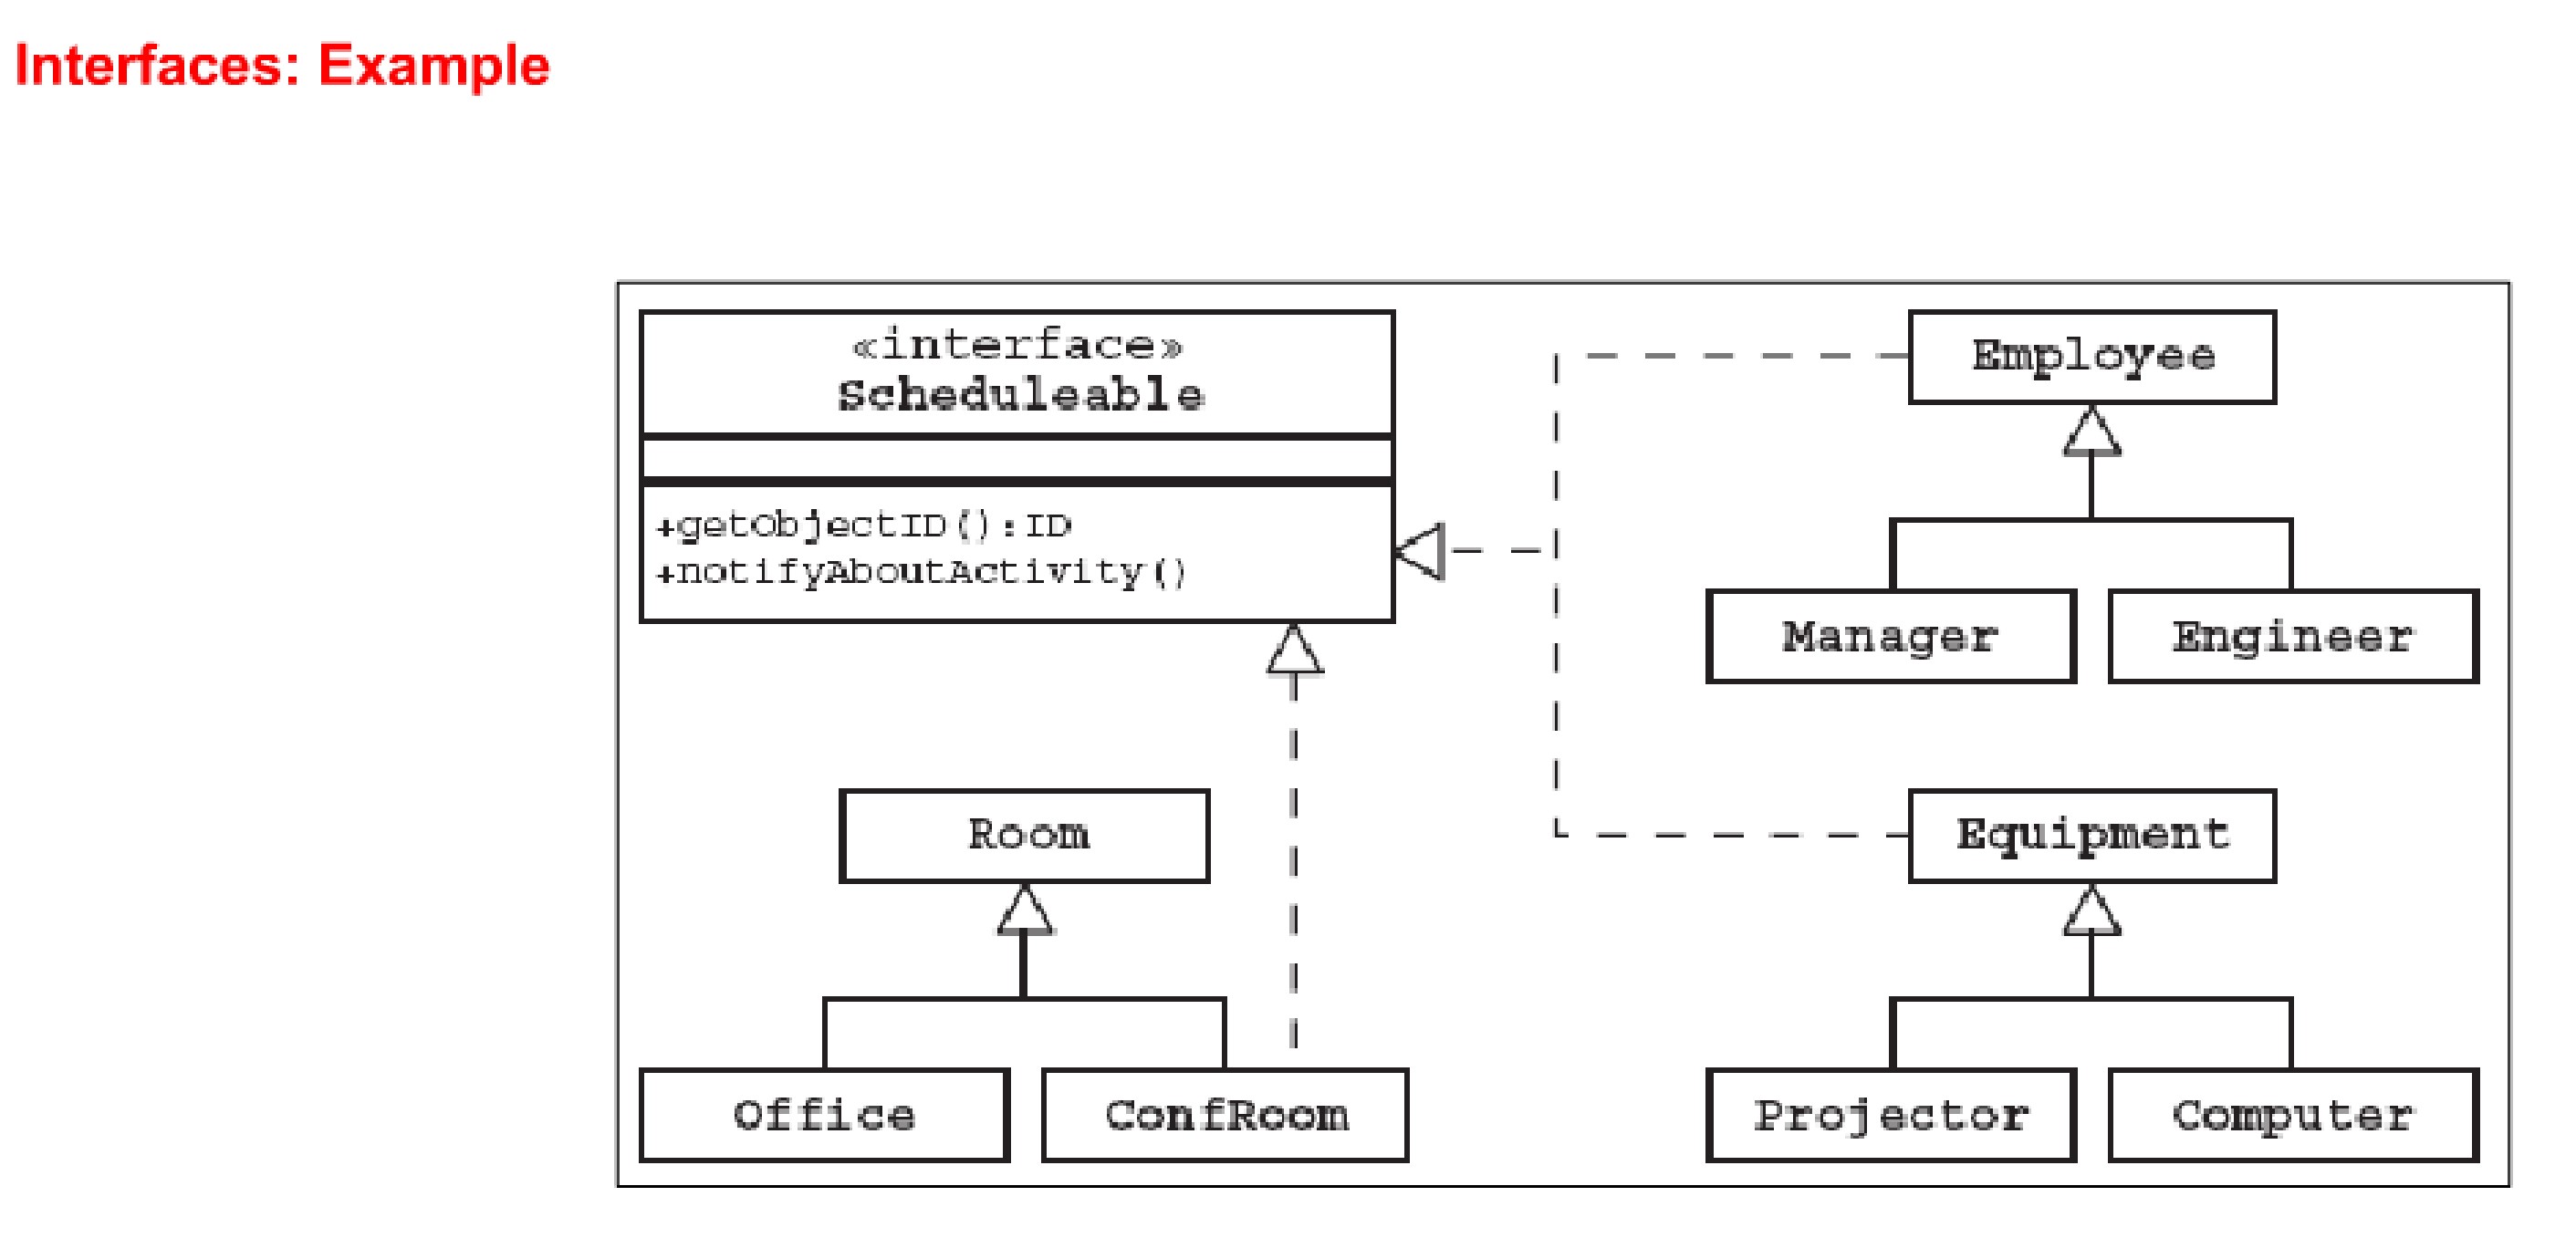 Interfaces: Example
«interface»
Scheduleable
+getObjectID():ID
+notifyAboutActivity()
Employee
Manager
Engineer
Room
Equipment
Office
ConfRoom
Projector
Computer